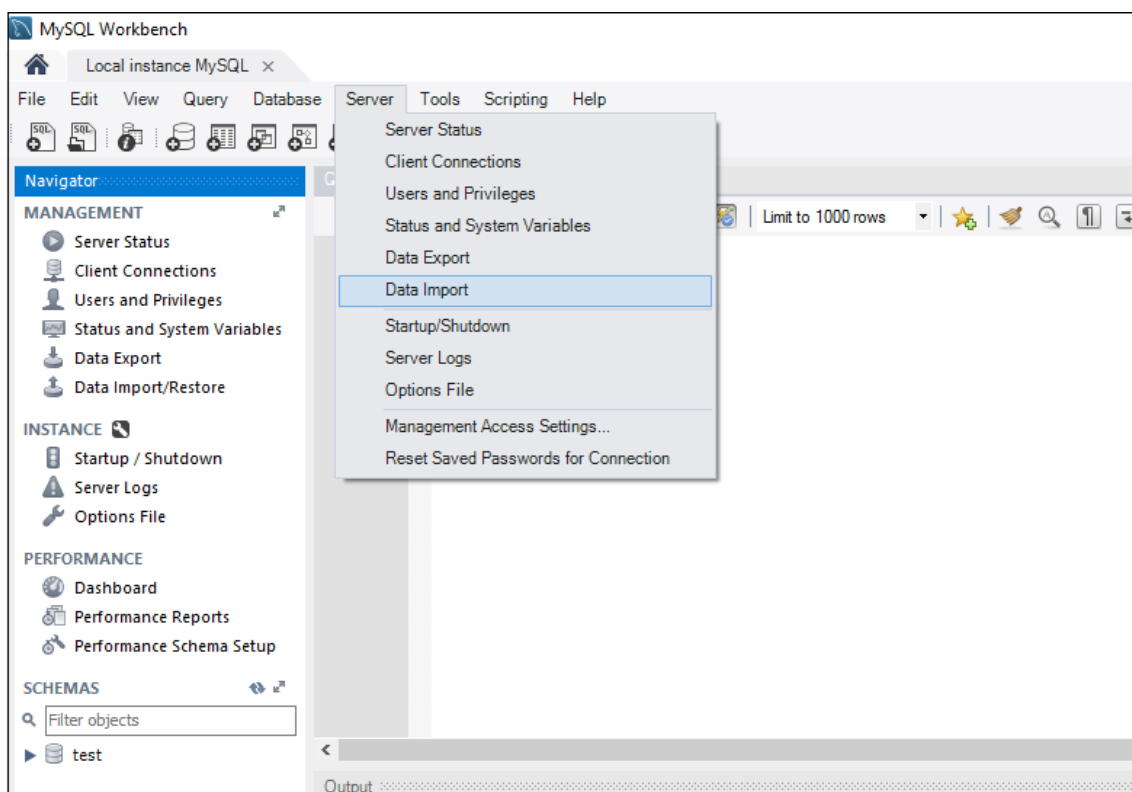 MySQL Workbench
Local instance MySQL ×
File Edit View Query Database Server Tools Scripting Help
SQL SQL
Server Status
Client Connections
Users and Privileges
Status and System Variables
Data Export
Data Import
Startup/Shutdown
Server Logs
Options File
Management Access Settings...
Reset Saved Passwords for Connection
Limit to 1000 rows
Navigator
MANAGEMENT
Server Status
Client Connections
Users and Privileges
Status and System Variables
Data Export
Data Import/Restore
INSTANCE
Startup / Shutdown
Server Logs
Options File
PERFORMANCE
Dashboard
Performance Reports
Performance Schema Setup
SCHEMAS
Filter objects
test
Output